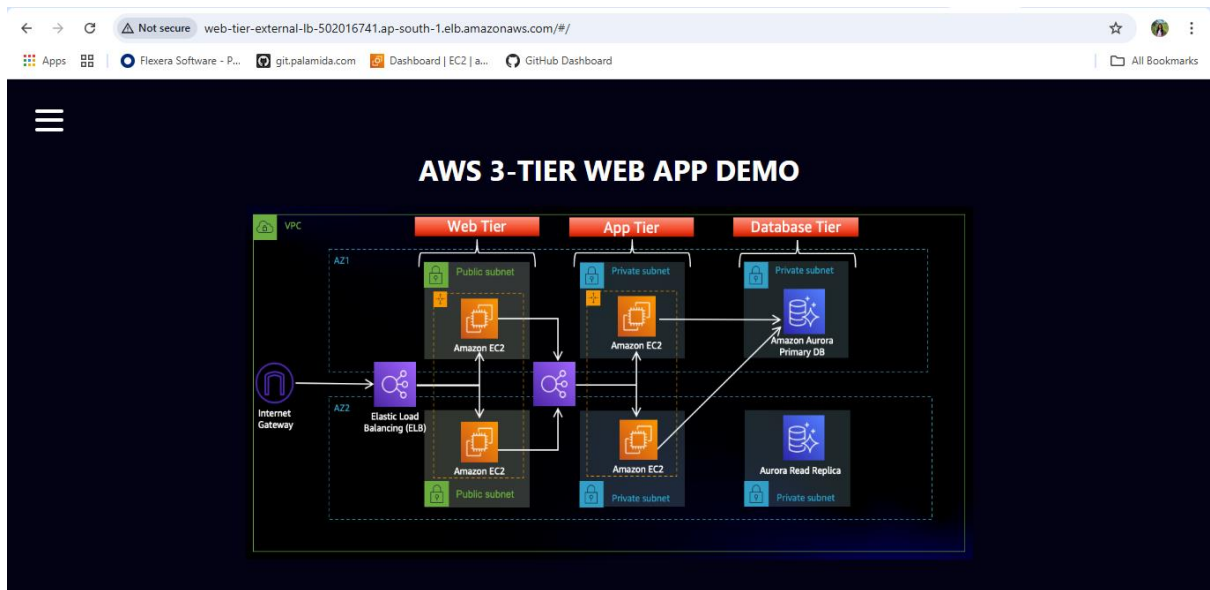 Not secure web-tier-external-lb-502016741.ap-south-1.elb.amazonaws.com/#/
Apps Flexera Software - P... git.palamida.com Dashboard | EC2 | a... GitHub Dashboard All Bookmarks
AWS 3-TIER WEB APP DEMO
VPC
Web Tier
App Tier
Database Tier
AZ1
Public subnet
Private subnet
Private subnet
Amazon EC2
Amazon EC2
Amazon Aurora
Primary DB
Internet
Gateway
AZ2
Elastic Load
Balancing (ELB)
Amazon EC2
Amazon EC2
Aurora Read Replica
Public subnet
Private subnet
Private subnet